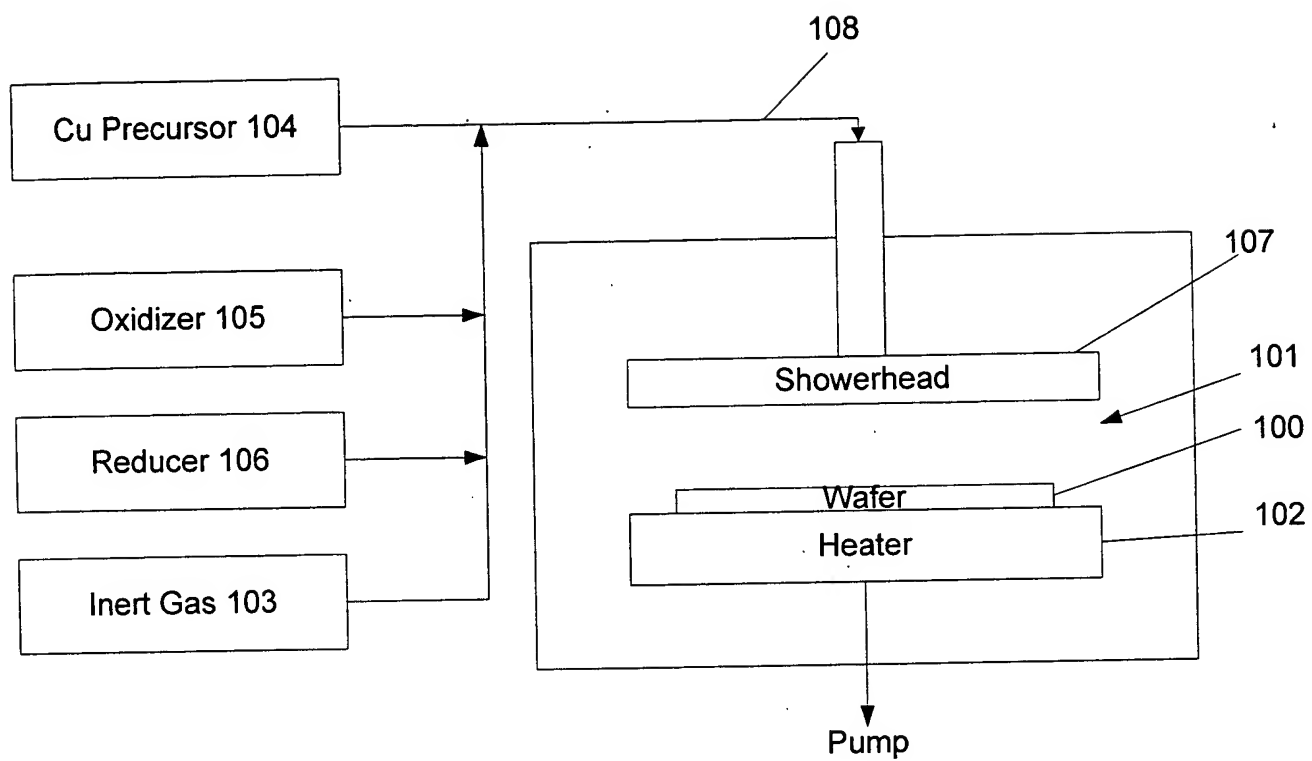 108
Cu Precursor 104
107
Oxidizer 105
Showerhead
101
100
Reducer 106
Wafer
102
Heater
Inert Gas 103
Pump